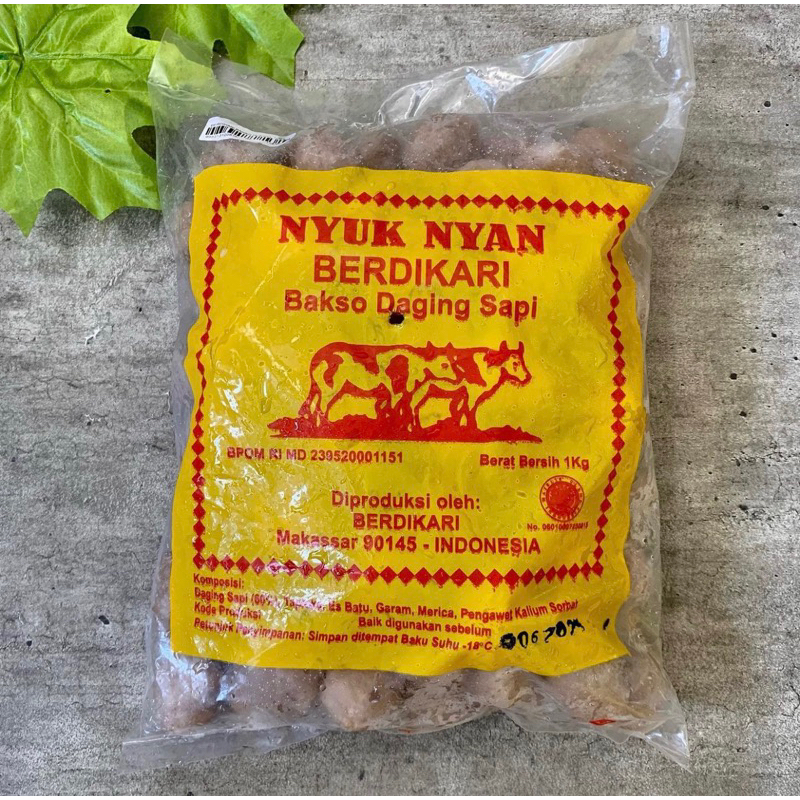 NYUK NYAN
BERDIKARI
Bakso Daging Sapi
BPOM RI MD 239520001151
Berat Bersih 1Kg
Diproduksi oleh:
BERDIKARI
Makassar 90145 - INDONESIA
Komposisi:
Daging Sapi Batu, Garam, Merica, Pengawet Kalium Sorbat
Kode Produksi
Baik digunakan sebelum
Petunjuk Penyimpanan: Simpan ditempat Baku Suhu -18°C